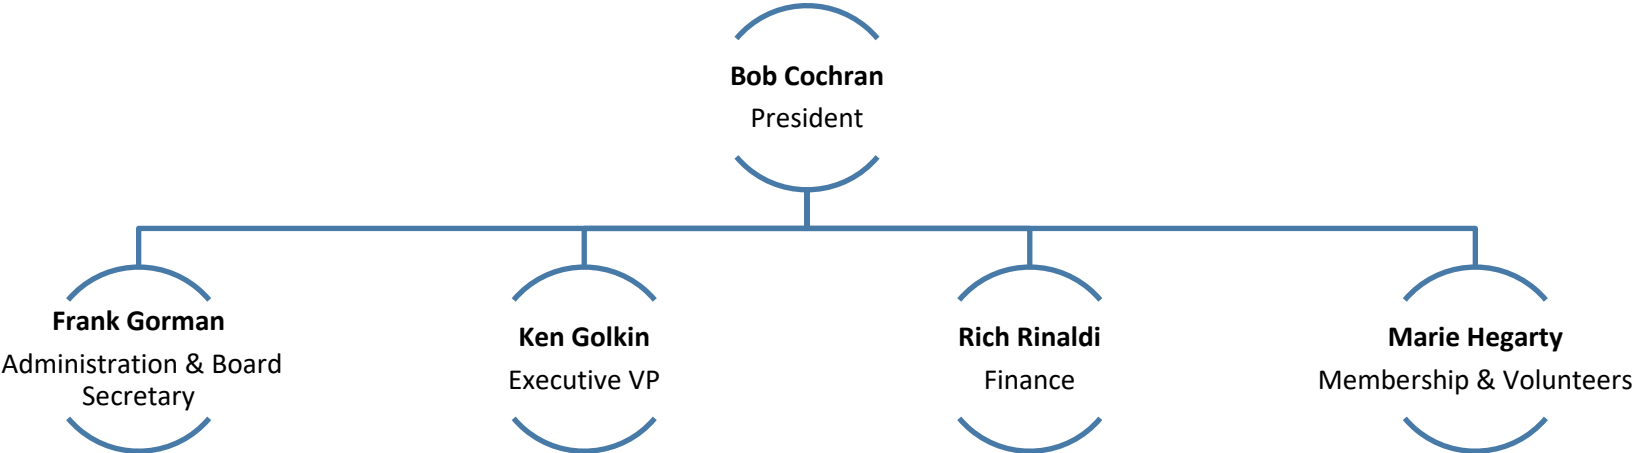 Bob Cochran
President
Frank Gorman
Administration & Board
Secretary
Ken Golkin
Executive VP
Rich Rinaldi
Finance
Marie Hegarty
Membership & Volunteers